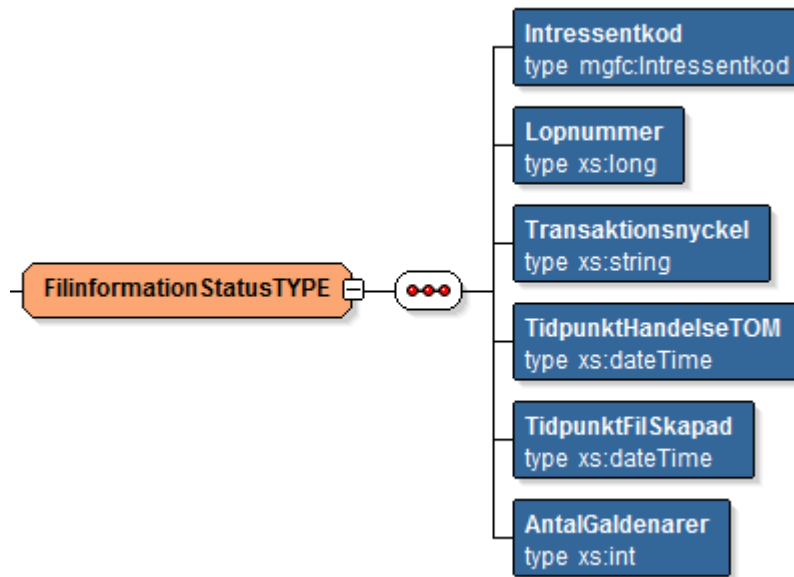 Intressentkod
type mgfc:Intressentkod
Lopnummer
type xs:long
Transaktionsnyckel
type xs:string
FilinformationStatusTYPE
TidpunktHandelseTOM
type xs:dateTime
TidpunktFilSkapad
type xs:dateTime
AntalGaldenarer
type xs:int